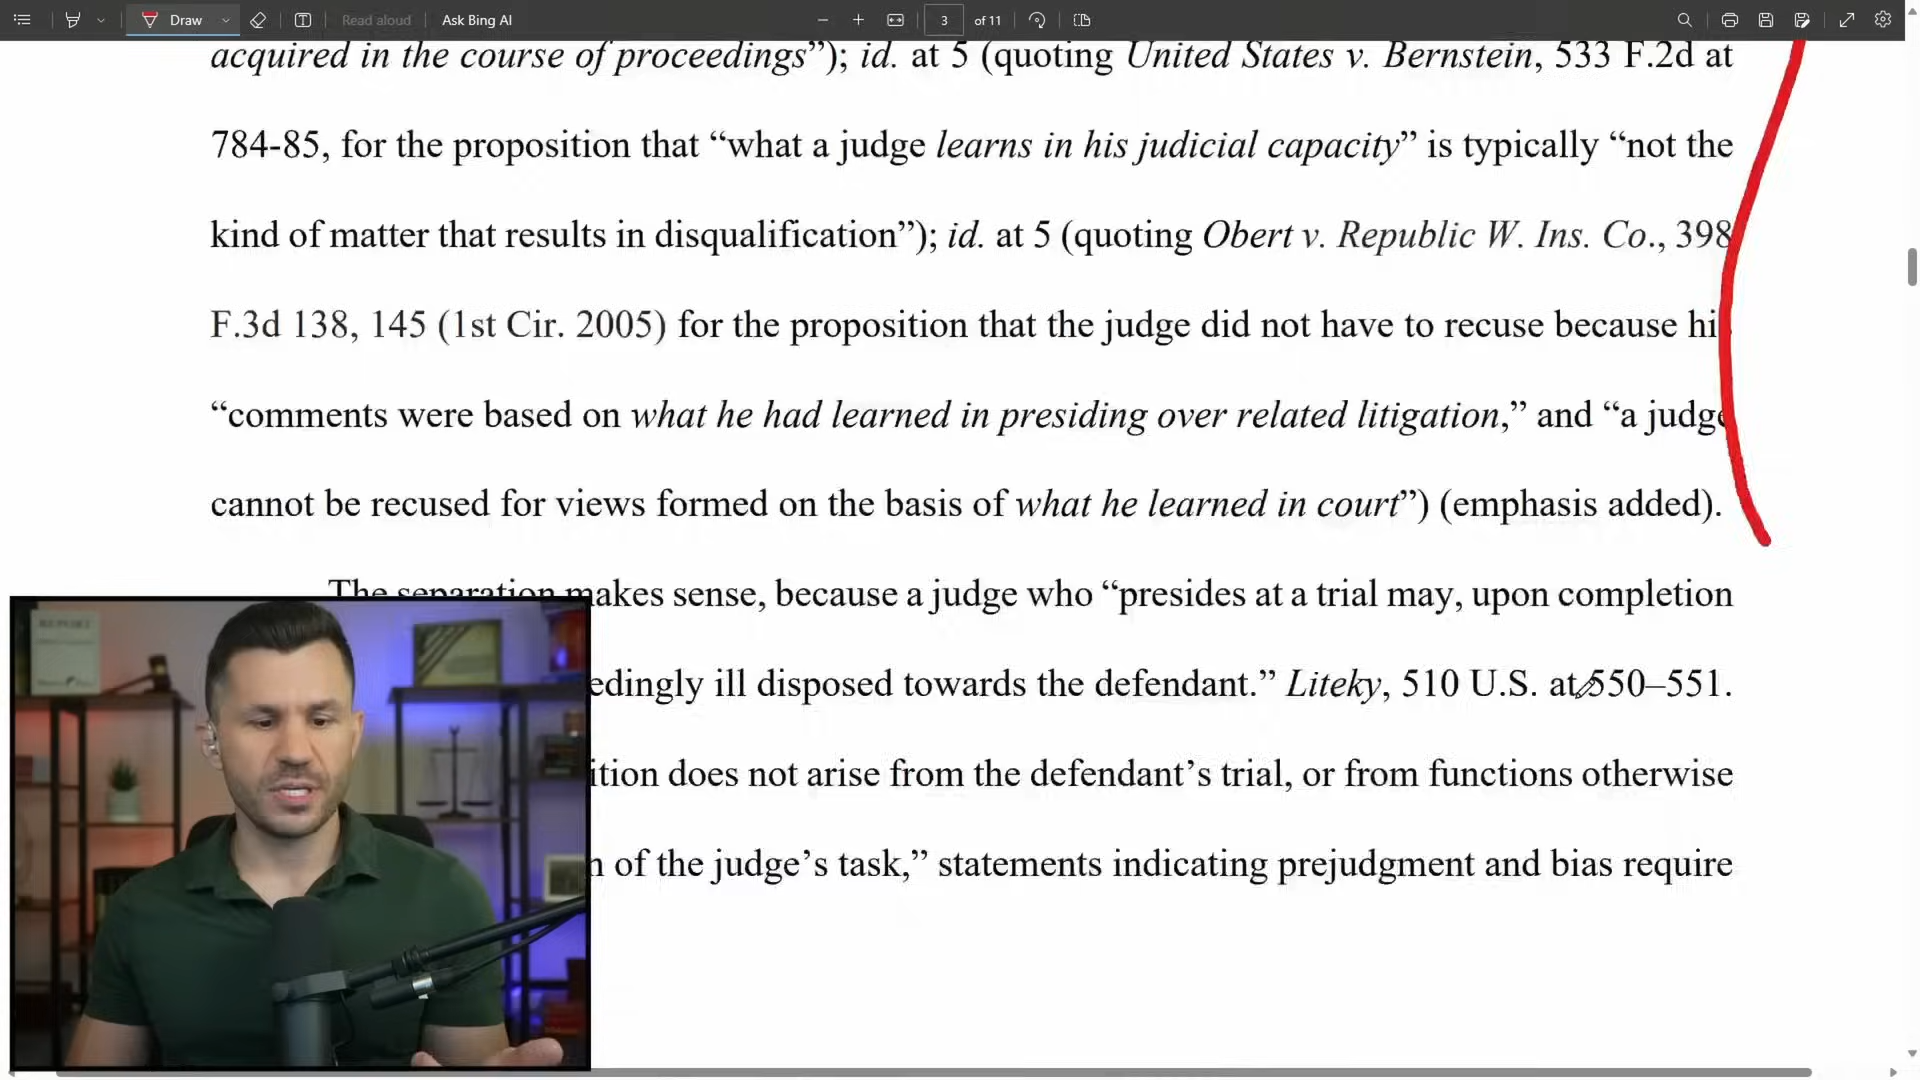 Draw
Read aloud
Ask Bing AI
3
of 11
acquired in the course of proceedings”); id. at 5 (quoting United States v. Bernstein, 533 F.2d at
784-85, for the proposition that “what a judge learns in his judicial capacity” is typically “not the
kind of matter that results in disqualification”); id. at 5 (quoting Obert v. Republic W. Ins. Co., 398
F.3d 138, 145 (1st Cir. 2005) for the proposition that the judge did not have to recuse because hi
“comments were based on what he had learned in presiding over related litigation,” and “a judge
cannot be recused for views formed on the basis of what he learned in court”) (emphasis added).
The separation makes sense, because a judge who “presides at a trial may, upon completion
edingly ill disposed towards the defendant.” Liteky, 510 U.S. at 550–551.
ition does not arise from the defendant’s trial, or from functions otherwise
n of the judge’s task,” statements indicating prejudgment and bias require
REPORT